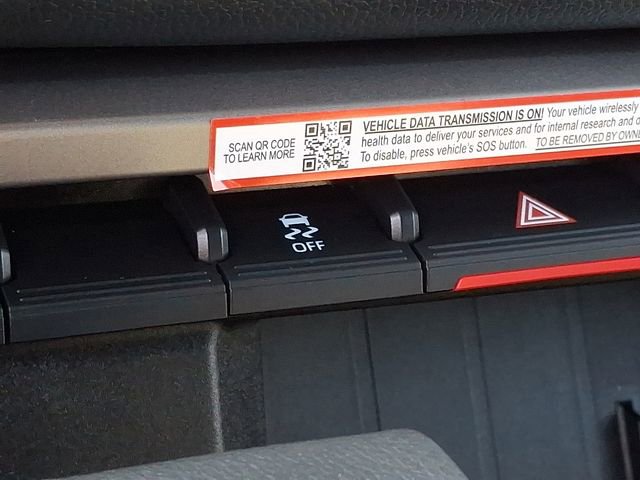 SCAN QR CODE
TO LEARN MORE
VEHICLE DATA TRANSMISSION IS ON! Your vehicle wirelessly
health data to deliver your services and for internal research and
To disable, press vehicle's SOS button. TO BE REMOVED BY OWNE
OFF